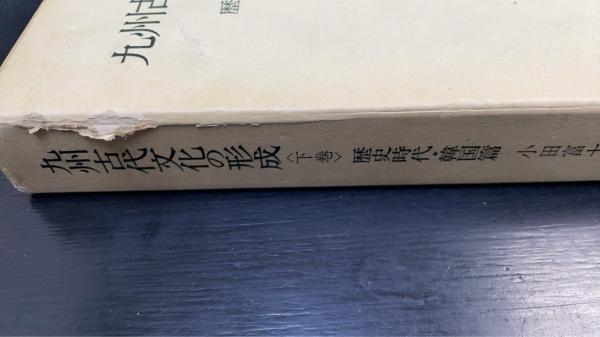 九州古
歴
九州古代文化の形成〈下巻〉歴史時代・韓国篇 小田富士